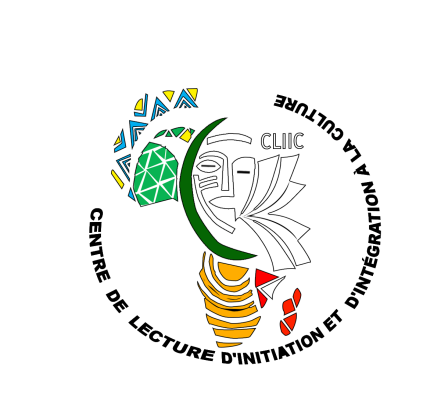 CLIIC
CENTRE DE LECTURE D'INITIATION ET D'INTÉGRATION A LA CULTURE